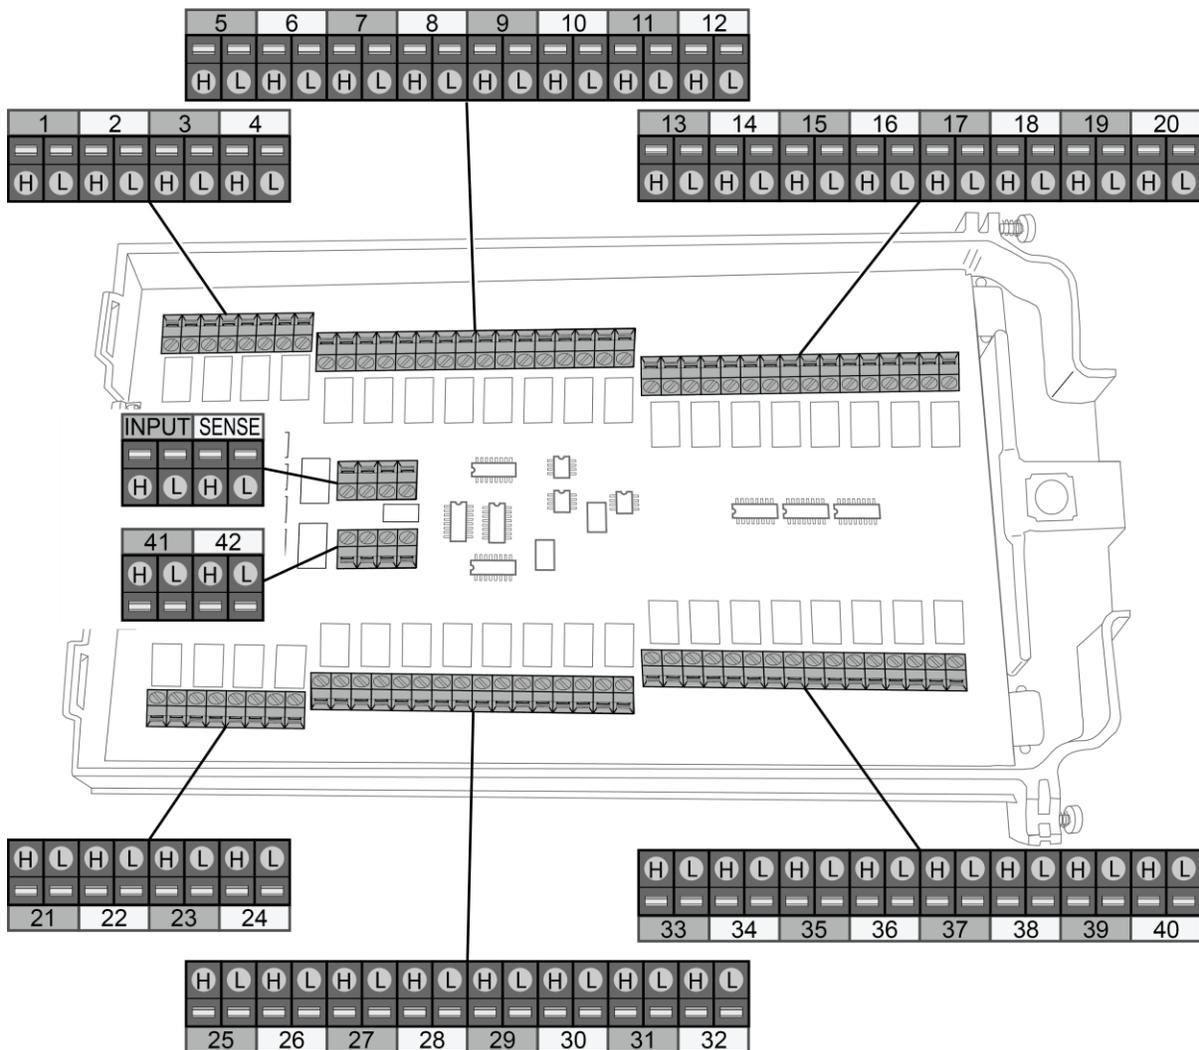 5 6 7 8 9 10 11 12
H L H L H L H L H L H L H L H L
1 2 3 4
H L H L H L H L
13 14 15 16 17 18 19 20
H L H L H L H L H L H L H L H L
INPUT SENSE
H L H L
41 42
H L H L
H L H L H L H L
21 22 23 24
H L H L H L H L H L H L H L H L
33 34 35 36 37 38 39 40
H L H L H L H L H L H L H L H L
25 26 27 28 29 30 31 32